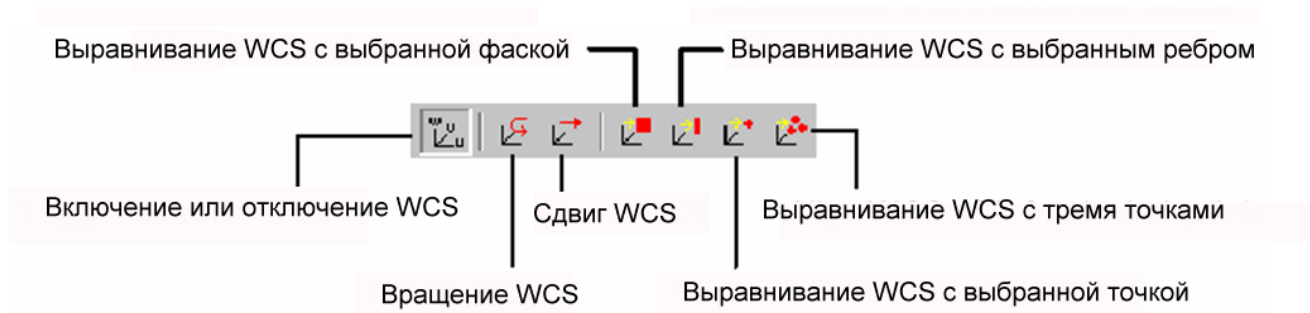 Выравнивание WCS с выбранной фаской
Выравнивание WCS с выбранным ребром
W V U
Включение или отключение WCS
Сдвиг WCS
Выравнивание WCS с тремя точками
Вращение WCS
Выравнивание WCS с выбранной точкой